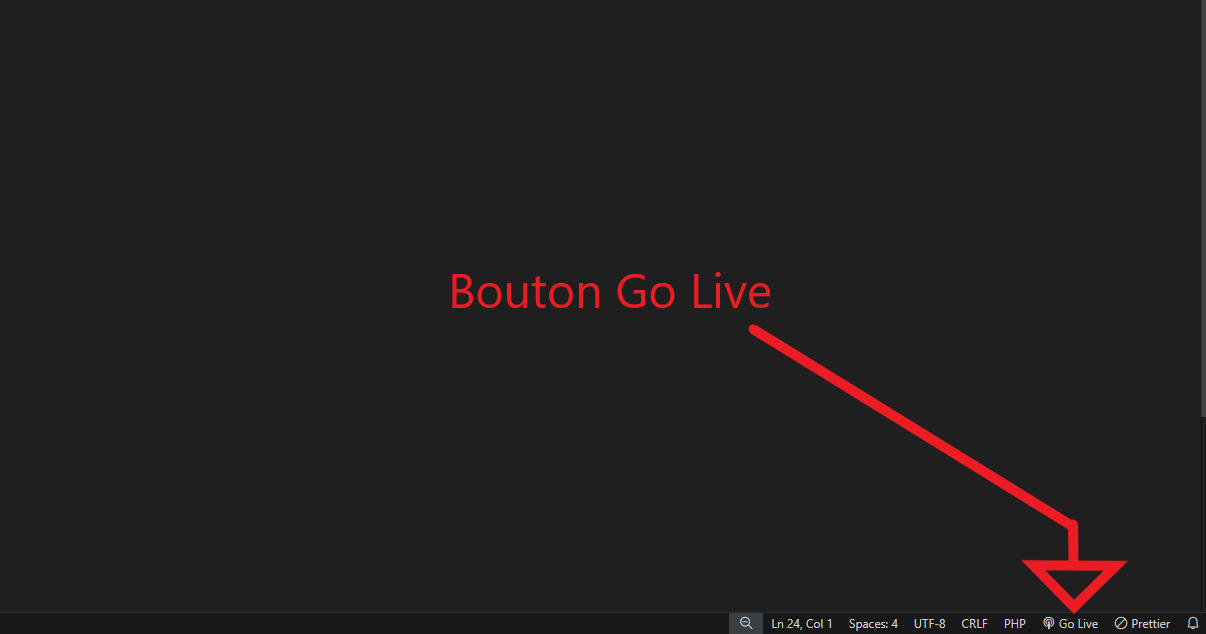 Bouton Go Live
Ln 24, Col 1 Spaces: 4 UTF-8 CRLF PHP Go Live Prettier